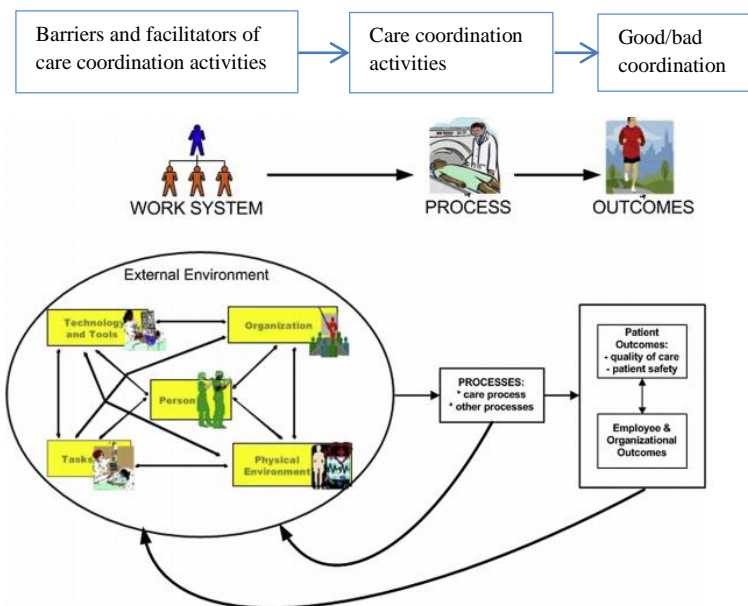 Barriers and facilitators of
care coordination activities
Care coordination
activities
Good/bad
coordination
WORK SYSTEM
PROCESS
OUTCOMES
External Environment
Technology
and Tools
Organization
Person
Tasks
Physical
Environment
PROCESSES:
* care process
* other processes
Patient
Outcomes:
- quality of care
- patient safety
Employee &
Organizational
Outcomes